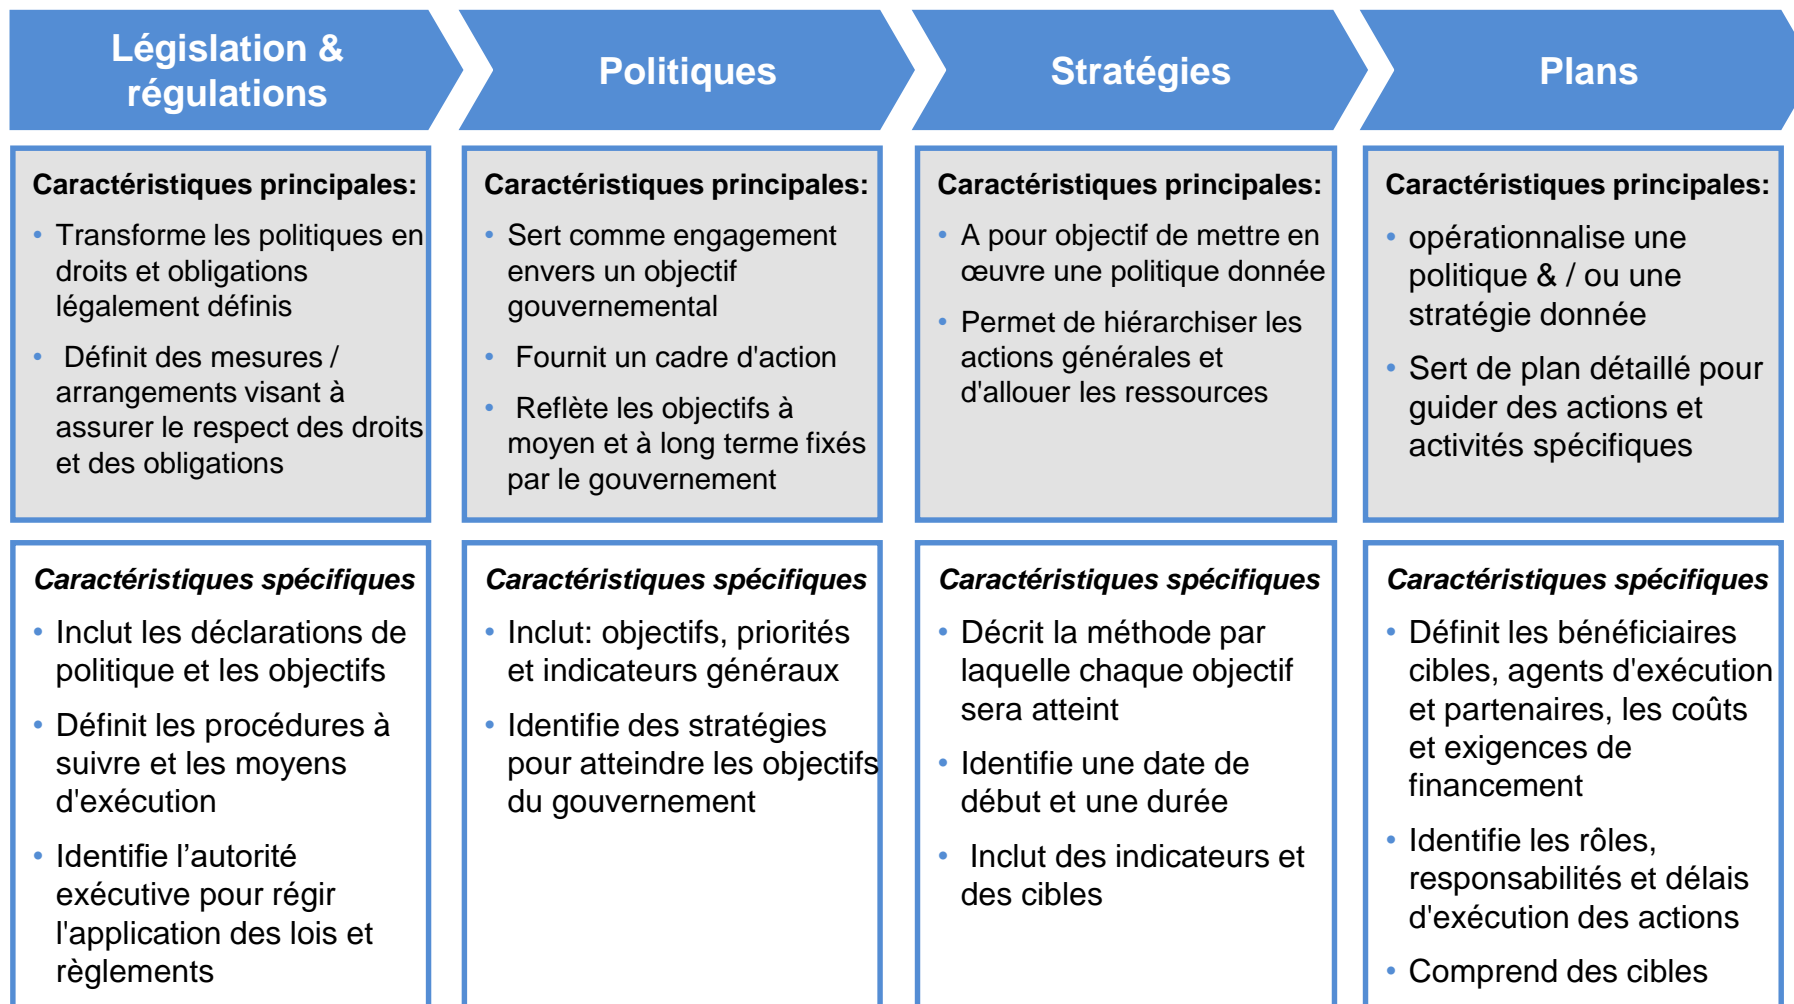 Législation &
régulations
Politiques
Stratégies
Plans
Caractéristiques principales:
• Transforme les politiques en
droits et obligations
légalement définis
• Définit des mesures /
arrangements visant à
assurer le respect des droits
et des obligations
Caractéristiques principales:
• Sert comme engagement
envers un objectif
gouvernemental
• Fournit un cadre d'action
• Reflète les objectifs à
moyen et à long terme fixés
par le gouvernement
Caractéristiques principales:
• A pour objectif de mettre en
œuvre une politique donnée
• Permet de hiérarchiser les
actions générales et
d'allouer les ressources
Caractéristiques principales:
• opérationnalise une
politique & / ou une
stratégie donnée
• Sert de plan détaillé pour
guider des actions et
activités spécifiques
Caractéristiques spécifiques
• Inclut les déclarations de
politique et les objectifs
• Définit les procédures à
suivre et les moyens
d'exécution
• Identifie l’autorité
exécutive pour régir
l'application des lois et
règlements
Caractéristiques spécifiques
• Inclut: objectifs, priorités
et indicateurs généraux
• Identifie des stratégies
pour atteindre les objectifs
du gouvernement
Caractéristiques spécifiques
• Décrit la méthode par
laquelle chaque objectif
sera atteint
• Identifie une date de
début et une durée
• Inclut des indicateurs et
des cibles
Caractéristiques spécifiques
• Définit les bénéficiaires
cibles, agents d'exécution
et partenaires, les coûts
et exigences de
financement
• Identifie les rôles,
responsabilités et délais
d'exécution des actions
• Comprend des cibles